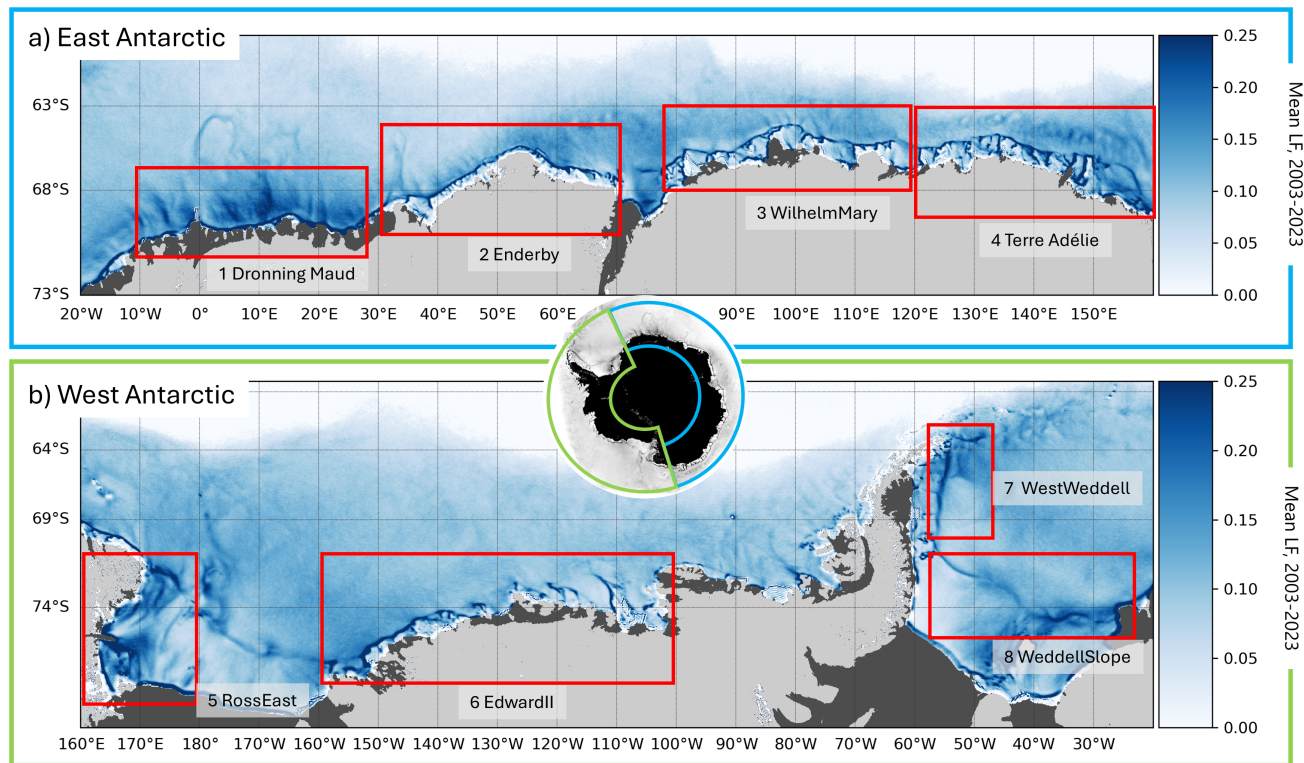 a) East Antarctic
63°S
68°S
73°S
1 Dronning Maud
2 Enderby
3 WilhelmMary
4 Terre Adélie
20°W 10°W 0° 10°E 20°E 30°E 40°E 50°E 60°E 90°E 100°E 110°E 120°E 130°E 140°E 150°E
0.25
0.20
0.15
0.10
0.05
0.00
Mean LF, 2003-2023
b) West Antarctic
64°S
69°S
74°S
5 RossEast
6 EdwardII
7 WestWeddell
8 WeddellSlope
160°E 170°E 180° 170°W 160°W 150°W 140°W 130°W 120°W 110°W 100°W 90°W 80°W 70°W 60°W 50°W 40°W 30°W
0.25
0.20
0.15
0.10
0.05
0.00
Mean LF, 2003-2023